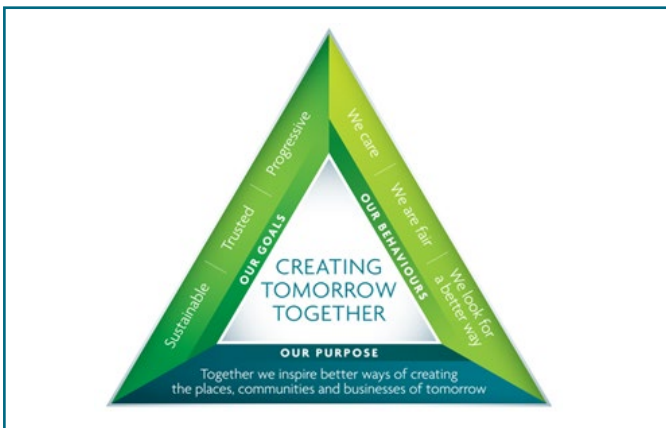 Sustainable | Trusted | Progressive
OUR GOALS
We care | We are fair | We look for
a better way
OUR BEHAVIOURS
CREATING
TOMORROW
TOGETHER
OUR PURPOSE
Together we inspire better ways of creating
the places, communities and businesses of tomorrow